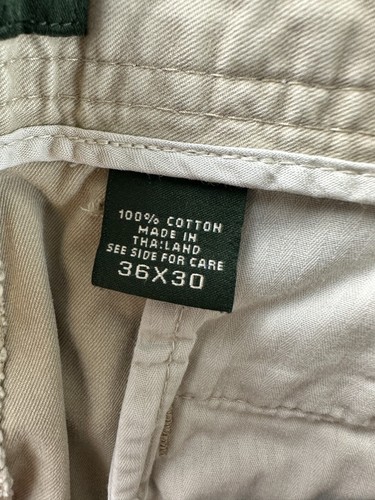 100% COTTON
MADE IN
THAILAND
SEE SIDE FOR CARE
36X30